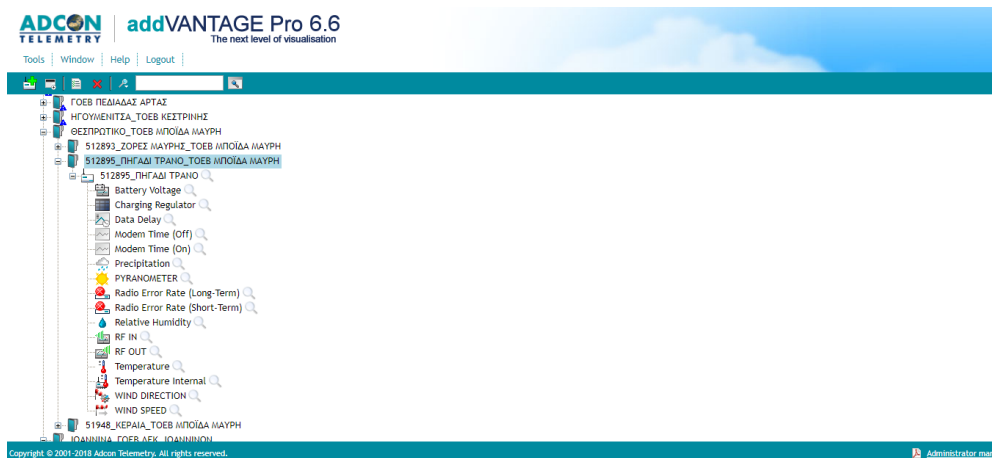 ADCON
TELEMETRY
addVANTAGE Pro 6.6
The next level of visualisation
Tools Window Help Logout
ΓΟΕΒ ΠΕΔΙΑΔΑΣ ΑΡΤΑΣ
ΗΓΟΥΜΕΝΙΤΣΑ_ΤΟΕΒ ΚΕΣΤΡΙΝΗΣ
ΘΕΣΠΡΩΤΙΚΟ_ΤΟΕΒ ΜΠΟΪΔΑ ΜΑΥΡΗ
512893_ΖΟΡΕΣ ΜΑΥΡΗΣ_ΤΟΕΒ ΜΠΟΪΔΑ ΜΑΥΡΗ
512895_ΠΗΓΑΔΙ ΤΡΑΝΟ_ΤΟΕΒ ΜΠΟΪΔΑ ΜΑΥΡΗ
512895_ΠΗΓΑΔΙ ΤΡΑΝΟ
Battery Voltage
Charging Regulator
Data Delay
Modem Time (Off)
Modem Time (On)
Precipitation
PYRANOMETER
Radio Error Rate (Long-Term)
Radio Error Rate (Short-Term)
Relative Humidity
RF IN
RF OUT
Temperature
Temperature Internal
WIND DIRECTION
WIND SPEED
51948_ΚΕΡΑΙΑ_ΤΟΕΒ ΜΠΟΪΔΑ ΜΑΥΡΗ
Copyright © 2001-2018 Adcon Telemetry. All rights reserved. Administrator mar